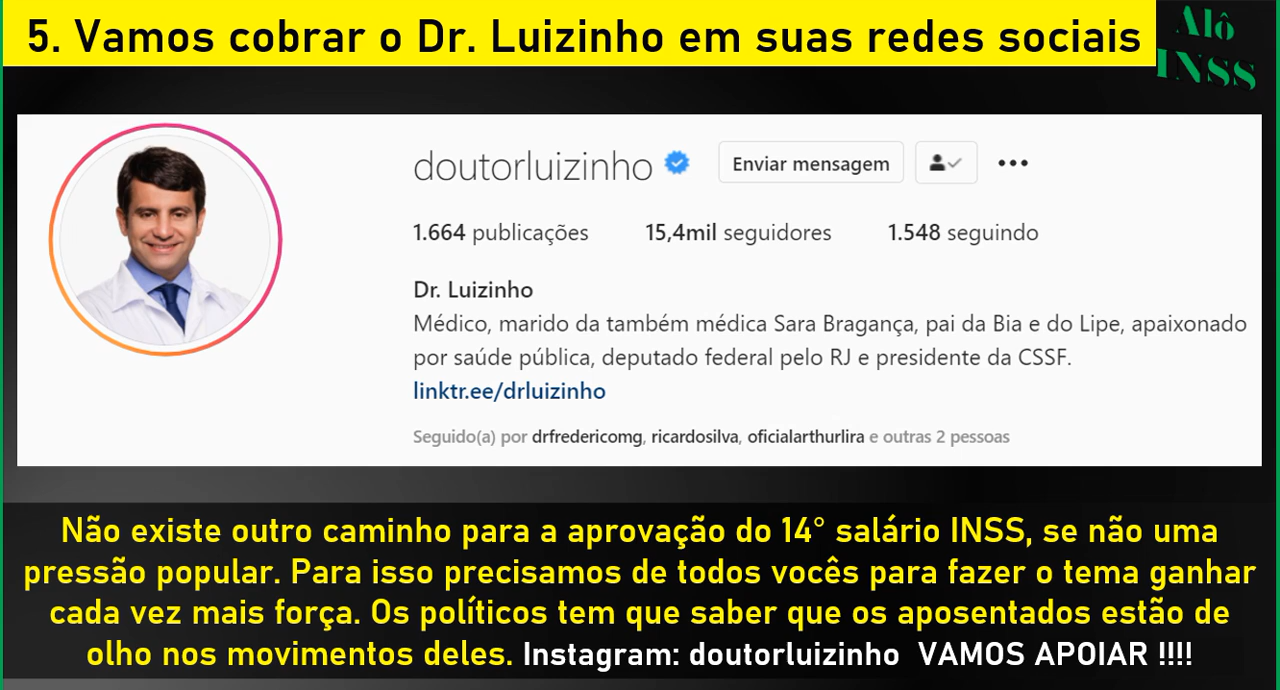 5. Vamos cobrar o Dr. Luizinho em suas redes sociais
Alô
INSS
doutorluizinho
Enviar mensagem
1.664 publicações 15,4mil seguidores 1.548 seguindo
Dr. Luizinho
Médico, marido da também médica Sara Bragança, pai da Bia e do Lipe, apaixonado
por saúde pública, deputado federal pelo RJ e presidente da CSSF.
linktr.ee/drluizinho
Seguido(a) por drfredericomg, ricardosilva, oficialarthurlira e outras 2 pessoas
Não existe outro caminho para a aprovação do 14° salário INSS, se não uma
pressão popular. Para isso precisamos de todos vocês para fazer o tema ganhar
cada vez mais força. Os políticos tem que saber que os aposentados estão de
olho nos movimentos deles. Instagram: doutorluizinho VAMOS APOIAR !!!!